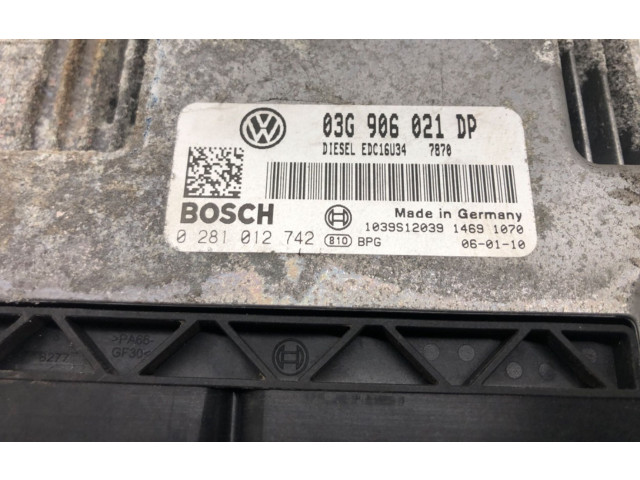 03G 906 021 DP
DIESEL EDC16U34 7870
BOSCH
Made in Germany
0 281 012 742
810 BPG
1039S12039 1469 1070
06-01-10
>PA66-
GF30<